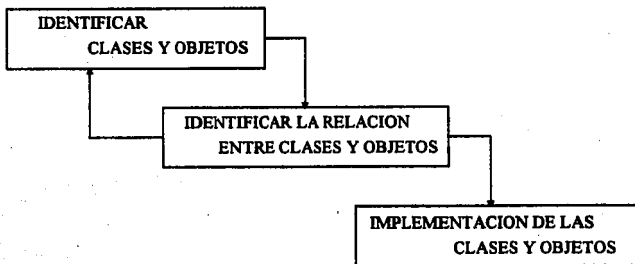 IDENTIFICAR
CLASES Y OBJETOS
IDENTIFICAR LA RELACION
ENTRE CLASES Y OBJETOS
IMPLEMENTACION DE LAS
CLASES Y OBJETOS